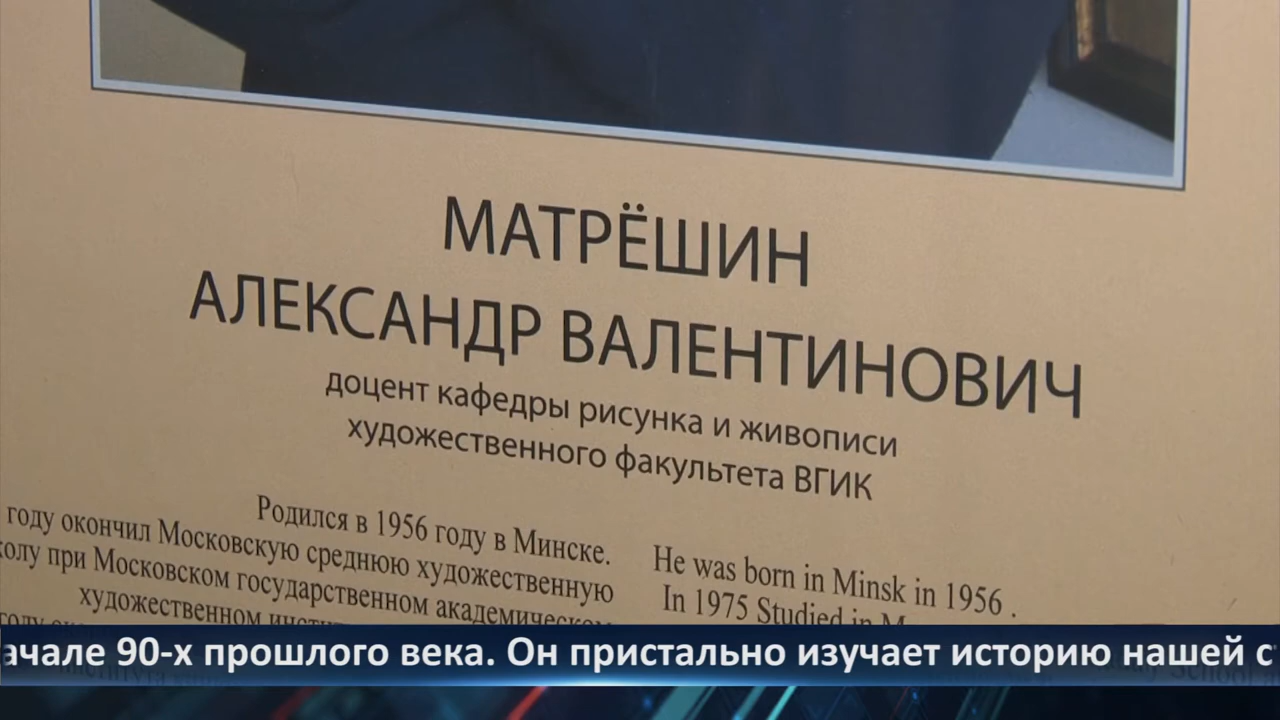 МАТРЁШИН
АЛЕКСАНДР ВАЛЕНТИНОВИЧ
доцент кафедры рисунка и живописи
художественного факультета ВГИК
Родился в 1956 году в Минске.
году окончил Московскую среднюю художественную
при Московском государственном академическом
художественном
He was born in Minsk in 1956 .
In 1975 Studied in
90-х прошлого века. Он пристально изучает историю нашей с